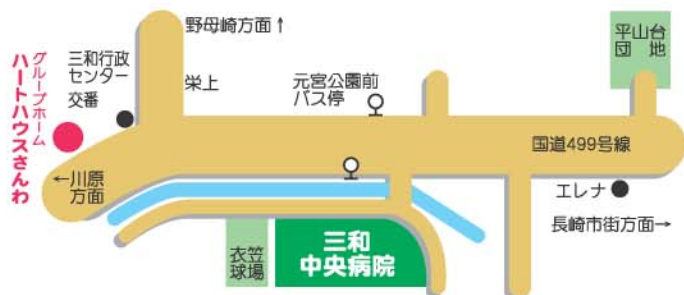 野母崎方面↑
グループホーム
ハートハウスさんわ
三和行政
センター
交番
栄上
元宮公園前
バス停
平山台
団地
国道499号線
←川原
方面
エレナ
長崎市街方面→
衣笠
球場
三和
中央病院